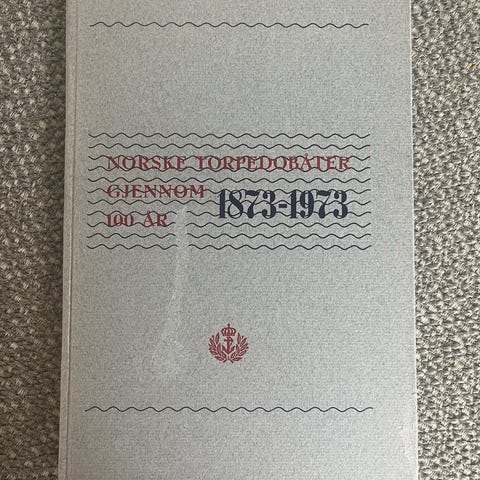 NORSKE TORPEDOBÅTER
GJENNOM
100 ÅR
1873-1973